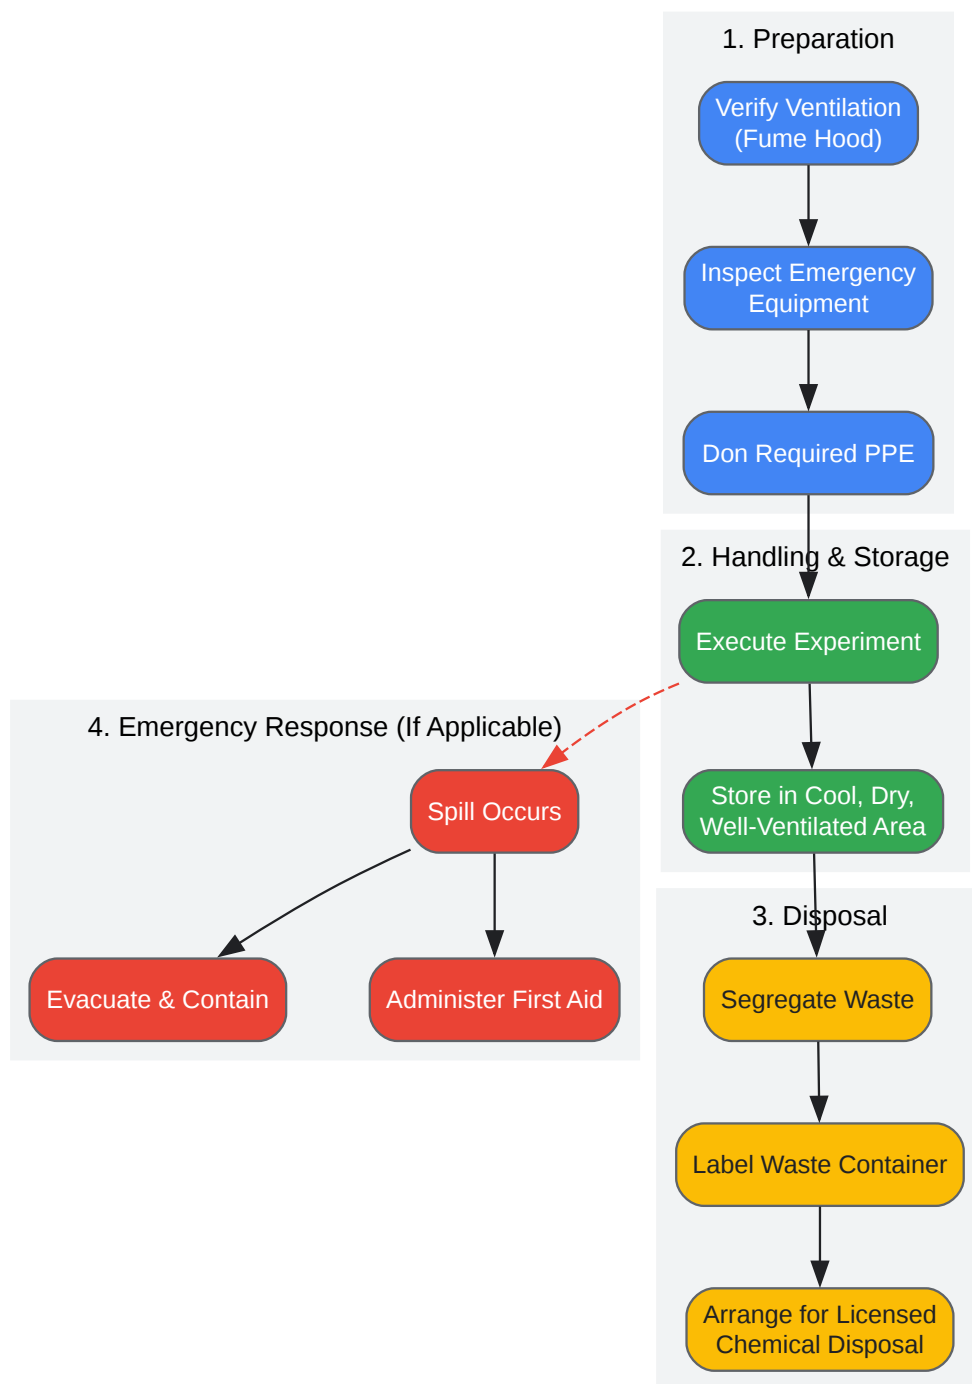 1. Preparation
Verify Ventilation
(Fume Hood)
Inspect Emergency
Equipment
Don Required PPE
2. Handling & Storage
Execute Experiment
Store in Cool, Dry,
Well-Ventilated Area
3. Disposal
Segregate Waste
Label Waste Container
Arrange for Licensed
Chemical Disposal
4. Emergency Response (If Applicable)
Spill Occurs
Evacuate & Contain
Administer First Aid